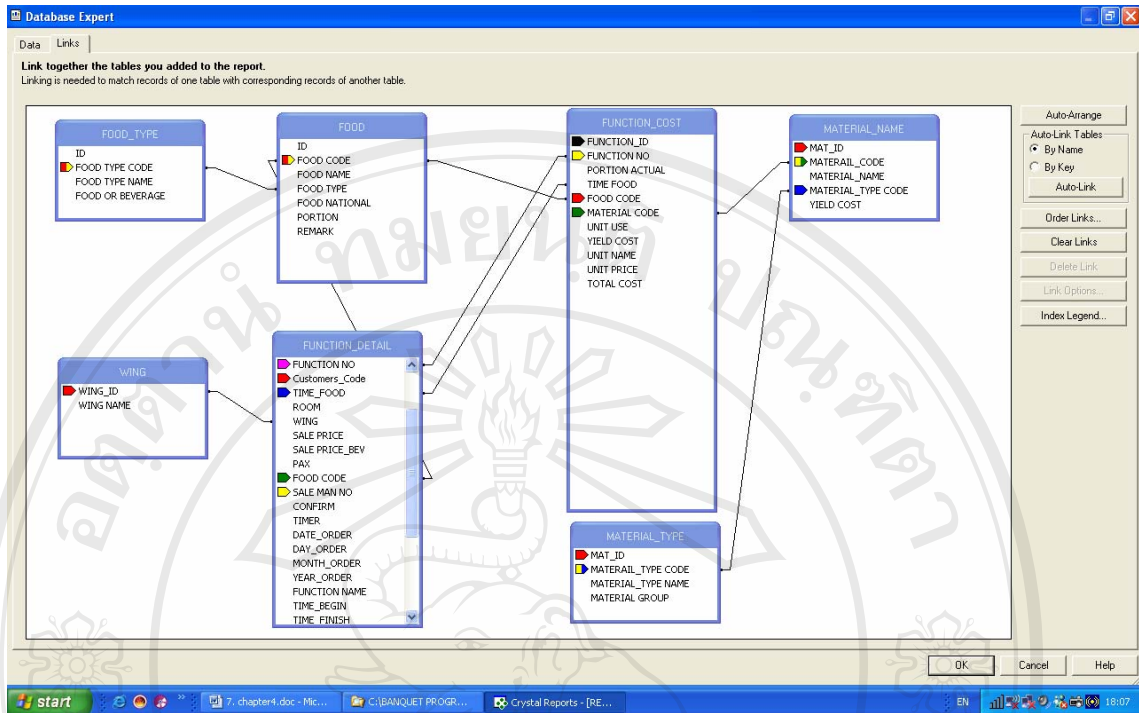 Database Expert
Data Links
Link together the tables you added to the report.
Linking is needed to match records of one table with corresponding records of another table.
FOOD_TYPE
ID
FOOD TYPE CODE
FOOD TYPE NAME
FOOD OR BEVERAGE
FOOD
ID
FOOD CODE
FOOD NAME
FOOD TYPE
FOOD NATIONAL
PORTION
REMARK
FUNCTION_COST
FUNCTION_ID
FUNCTION NO
PORTION ACTUAL
TIME FOOD
FOOD CODE
MATERIAL CODE
UNIT USE
YIELD COST
UNIT NAME
UNIT PRICE
TOTAL COST
MATERIAL_NAME
MAT_ID
MATERAIL_CODE
MATERIAL_NAME
MATERIAL_TYPE CODE
YIELD COST
WING
WING_ID
WING NAME
FUNCTION_DETAIL
FUNCTION NO
Customers_Code
TIME_FOOD
ROOM
WING
SALE PRICE
SALE PRICE_BEV
PAX
FOOD CODE
SALE MAN NO
CONFIRM
TIMER
DATE_ORDER
DAY_ORDER
MONTH_ORDER
YEAR_ORDER
FUNCTION NAME
TIME_BEGIN
TIME_FINISH
MATERIAL_TYPE
MAT_ID
MATERAIL_TYPE CODE
MATERIAL_TYPE NAME
MATERIAL GROUP
Auto-Arrange
Auto-Link Tables
By Name
By Key
Auto-Link
Order Links...
Clear Links
Delete Link
Link Options...
Index Legend...
OK Cancel Help
start
7. chapter4.doc - Mic...
C:\BANQUET PROGR...
Crystal Reports - [RE...
EN
18:07